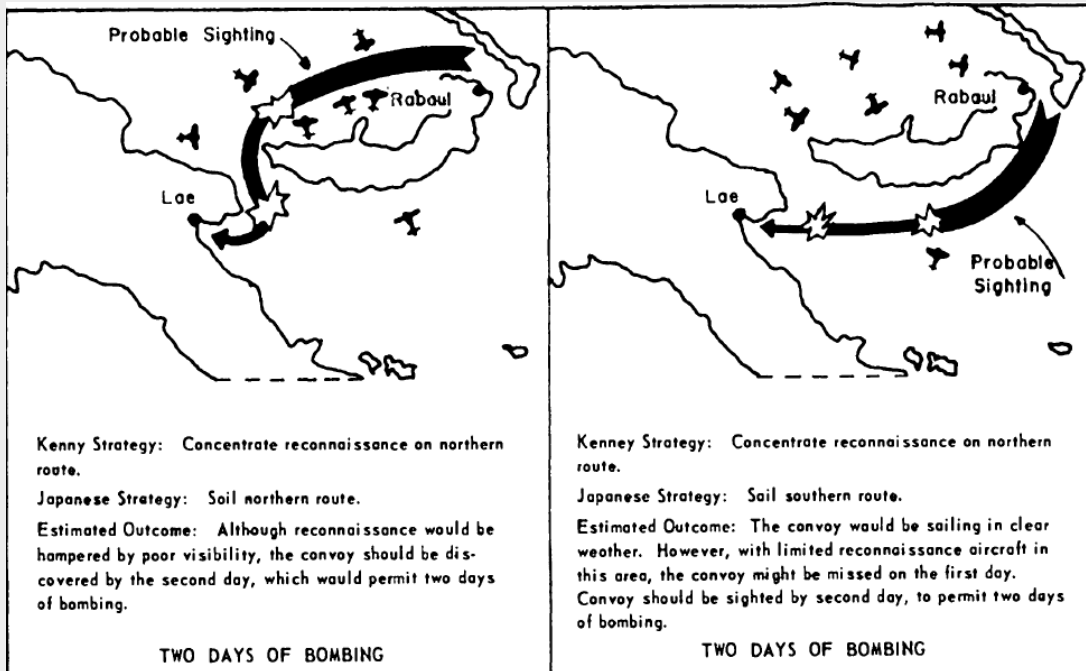 Probable Sighting
Rabaul
Lae
Kenny Strategy: Concentrate reconnaissance on northern
route.
Japanese Strategy: Soil northern route.
Estimated Outcome: Although reconnaissance would be
hampered by poor visibility, the convoy should be dis-
covered by the second day, which would permit two days
of bombing.
TWO DAYS OF BOMBING
Rabaul
Lae
Probable
Sighting
Kenney Strategy: Concentrate reconnaissance on northern
route.
Japanese Strategy: Sail southern route.
Estimated Outcome: The convoy would be sailing in clear
weather. However, with limited reconnaissance aircraft in
this area, the convoy might be missed on the first day.
Convoy should be sighted by second day, to permit two days
of bombing.
TWO DAYS OF BOMBING